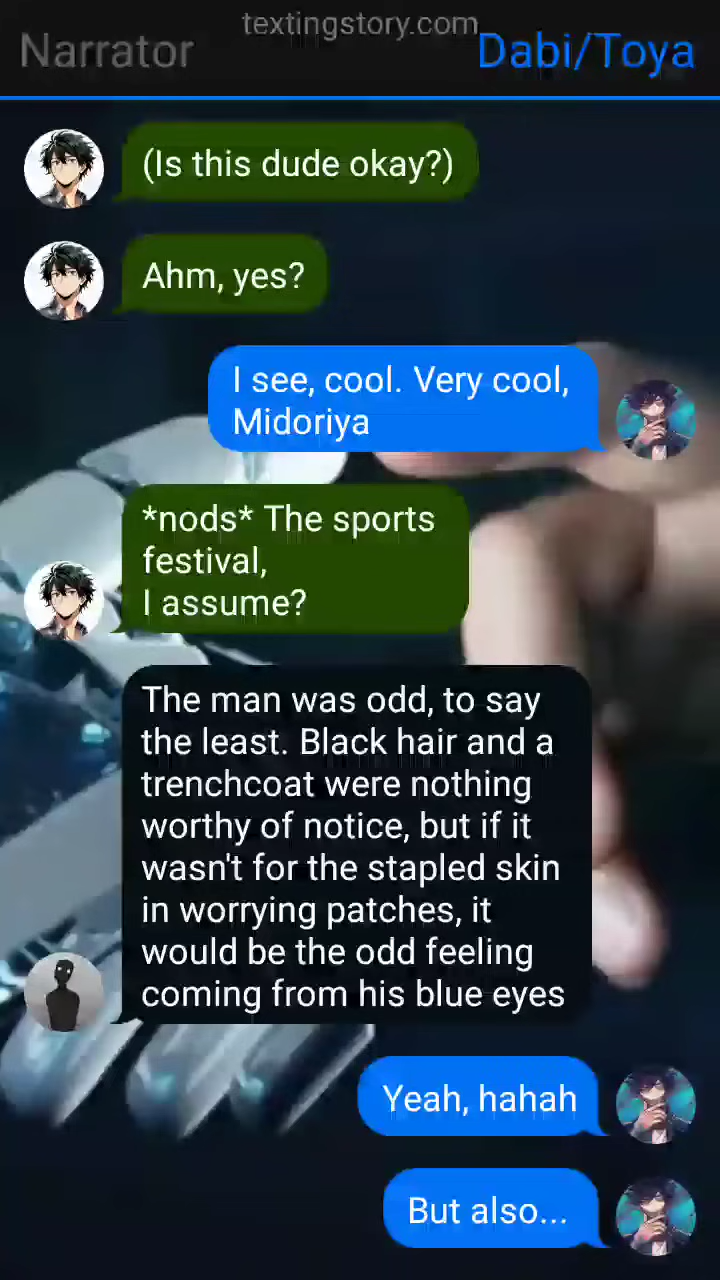 textingstory.com
Narrator
Dabi/Toya
(Is this dude okay?)
Ahm, yes?
I see, cool. Very cool,
Midoriya
*nods* The sports
festival,
I assume?
The man was odd, to say
the least. Black hair and a
trenchcoat were nothing
worthy of notice, but if it
wasn't for the stapled skin
in worrying patches, it
would be the odd feeling
coming from his blue eyes
Yeah, hahah
But also...